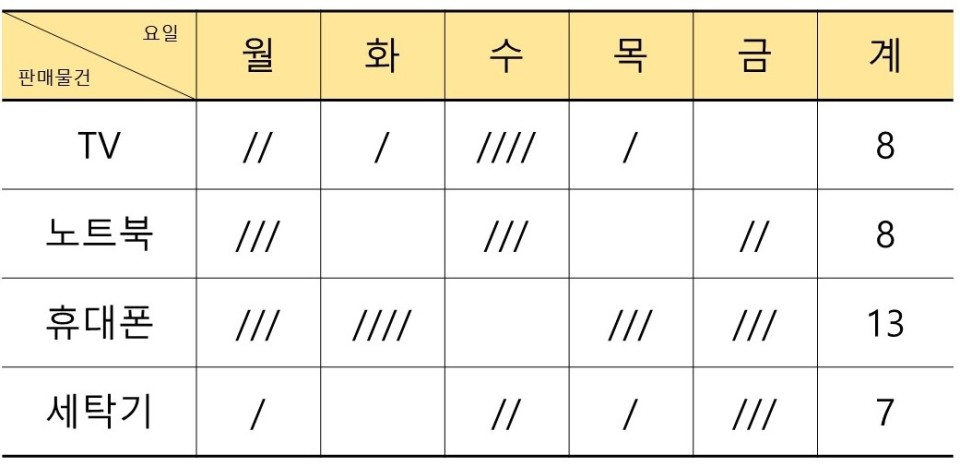 요일
판매물건 월 화 수 목 금 계
TV // / //// / 8
노트북 /// /// // 8
휴대폰 /// //// /// /// 13
세탁기 / // / /// 7